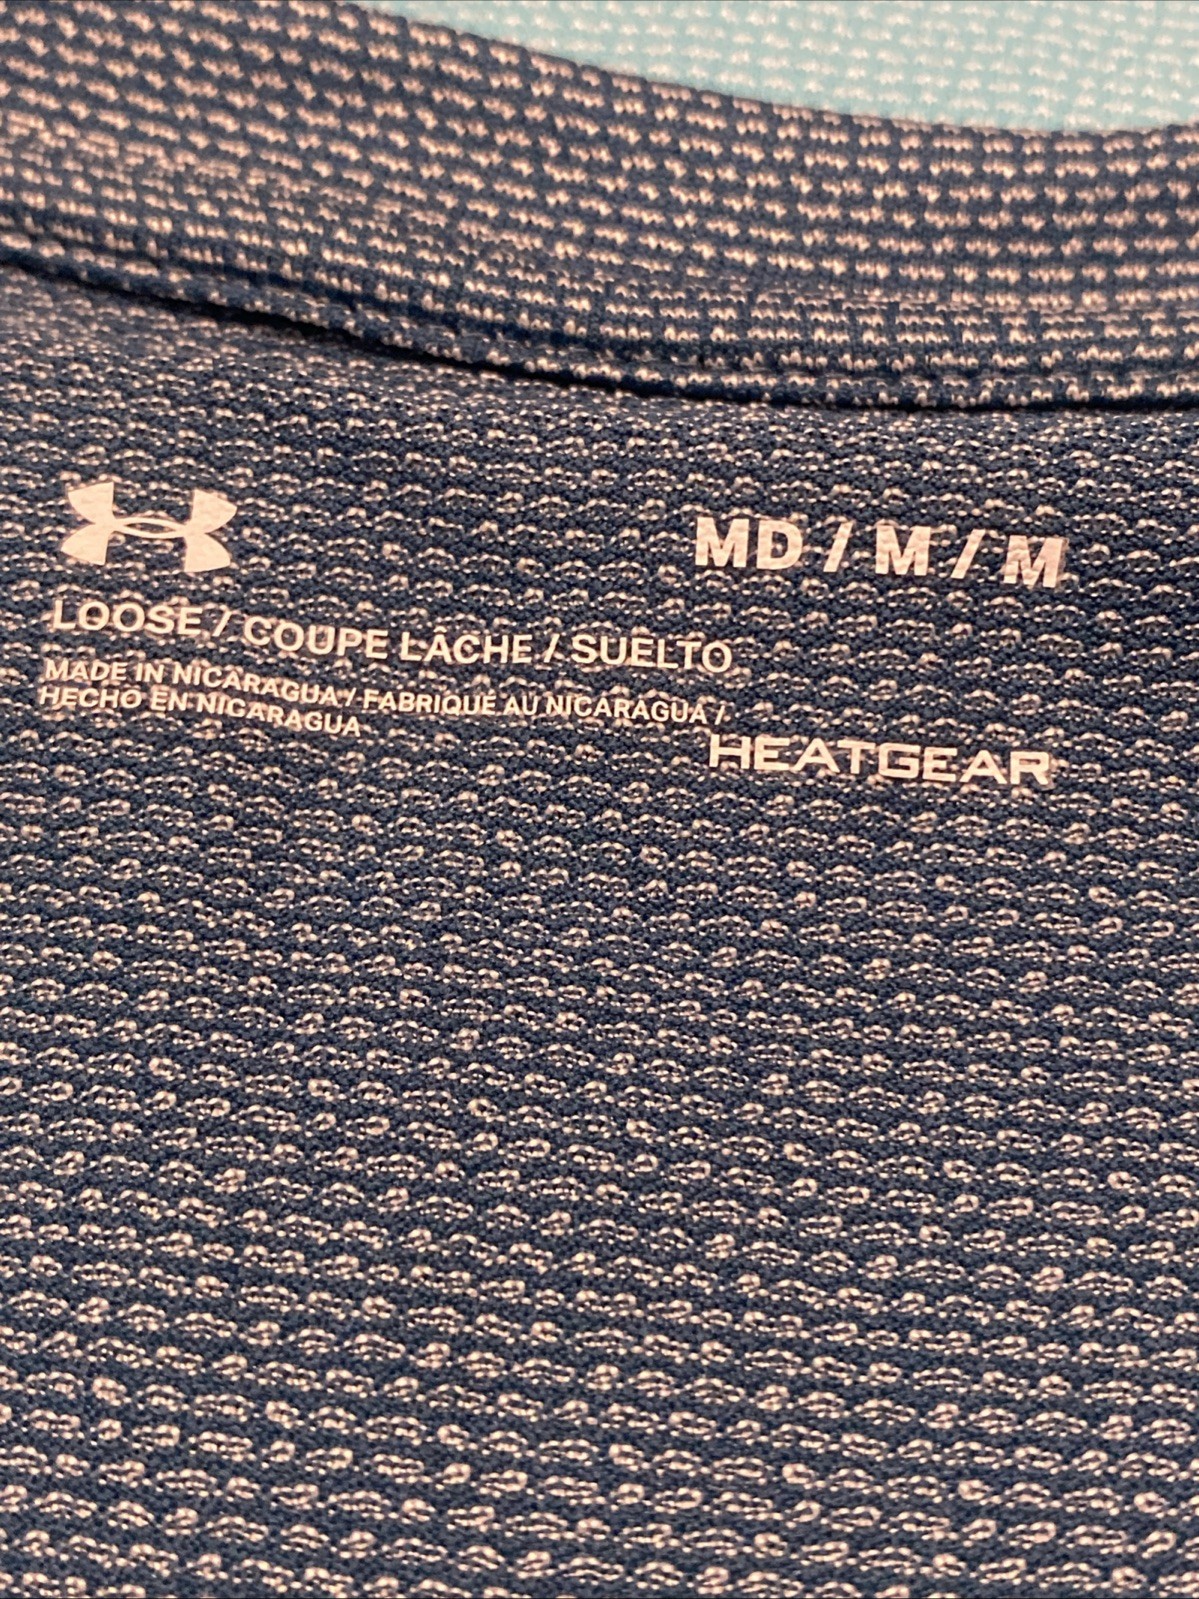 MD / M / M
LOOSE / COUPE LÂCHE / SUELTO
MADE IN NICARAGUA / FABRIQUÉ AU NICARAGUA /
HECHO EN NICARAGUA
HEATGEAR